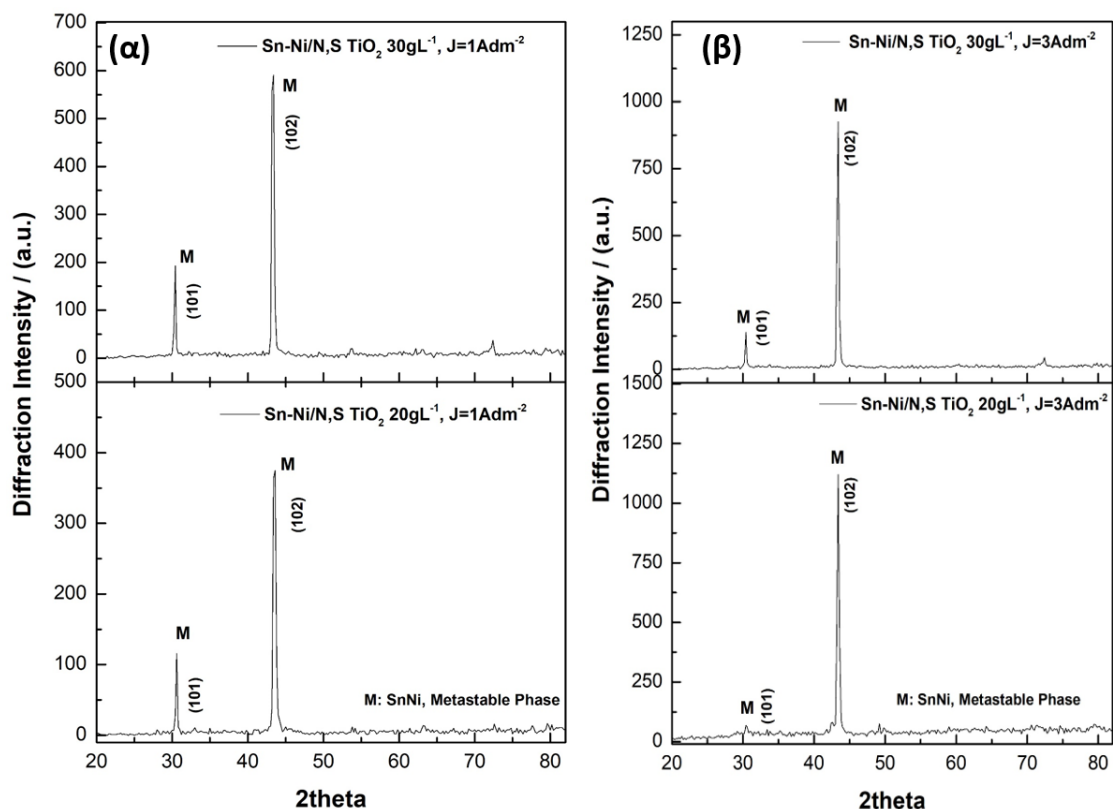 (α)
Sn-Ni/N,S TiO₂ 30gL⁻¹, J=1Adm⁻²
700
600
500
400
300
200
100
0
M
(101)
M
(102)
Sn-Ni/N,S TiO₂ 20gL⁻¹, J=1Adm⁻²
500
400
300
200
100
0
M
(101)
M
(102)
M: SnNi, Metastable Phase
20 30 40 50 60 70 80
2theta
Diffraction Intensity / (a.u.)
(β)
Sn-Ni/N,S TiO₂ 30gL⁻¹, J=3Adm⁻²
1250
1000
750
500
250
0
M
(101)
M
(102)
Sn-Ni/N,S TiO₂ 20gL⁻¹, J=3Adm⁻²
1500
1250
1000
750
500
250
0
M
(101)
M
(102)
M: SnNi, Metastable Phase
20 30 40 50 60 70 80
2theta
Diffraction Intensity / (a.u.)